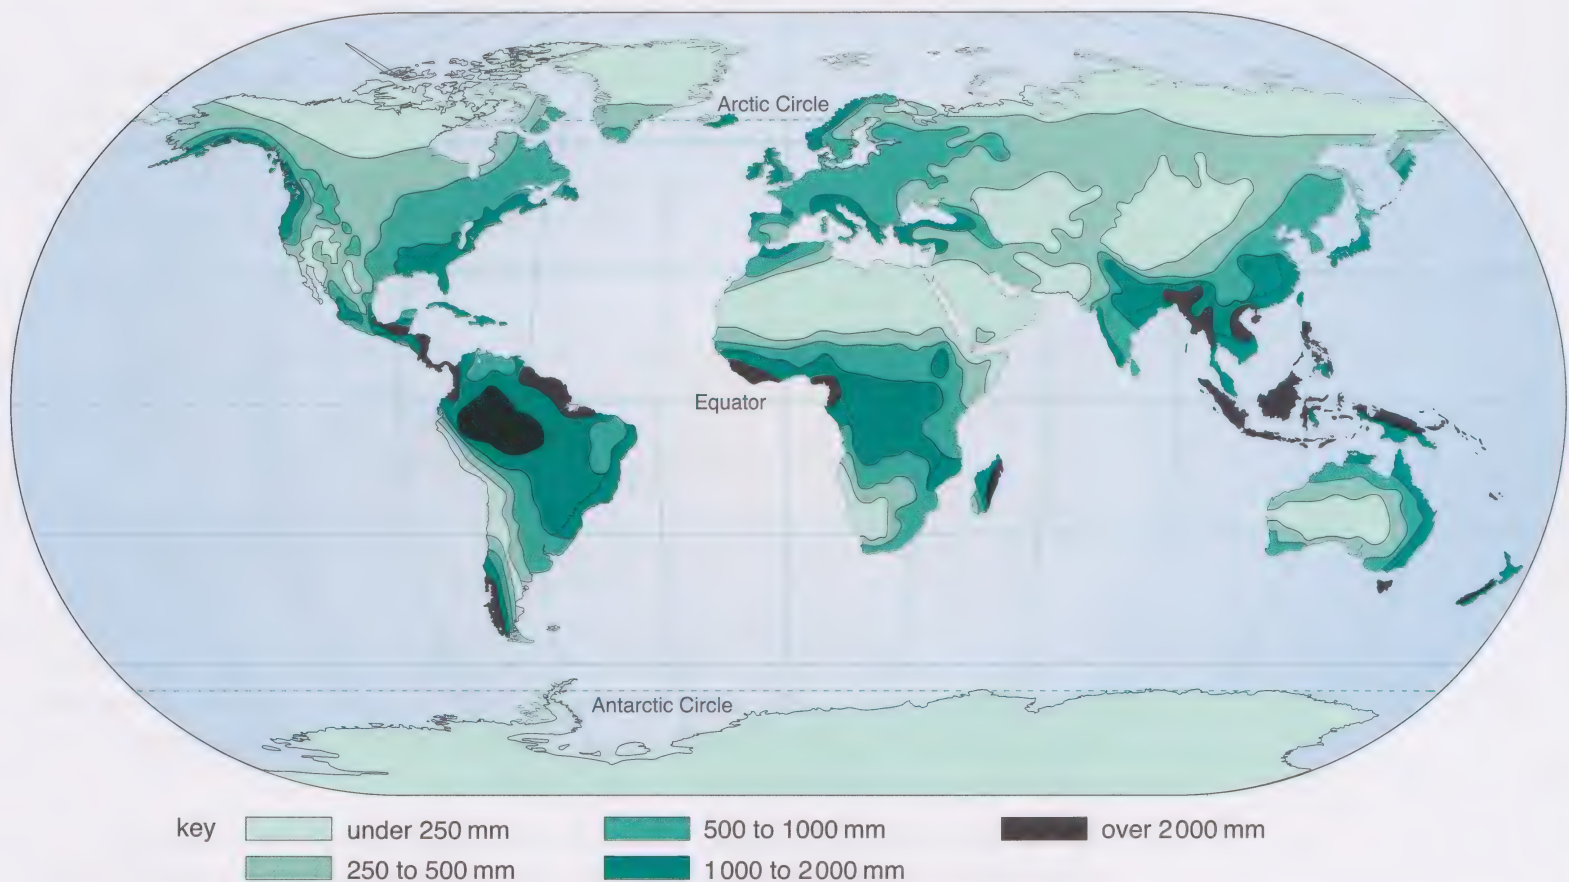 Arctic Circle
Equator
Antarctic Circle
key
under 250 mm
250 to 500 mm
500 to 1000 mm
1000 to 2000 mm
over 2000 mm